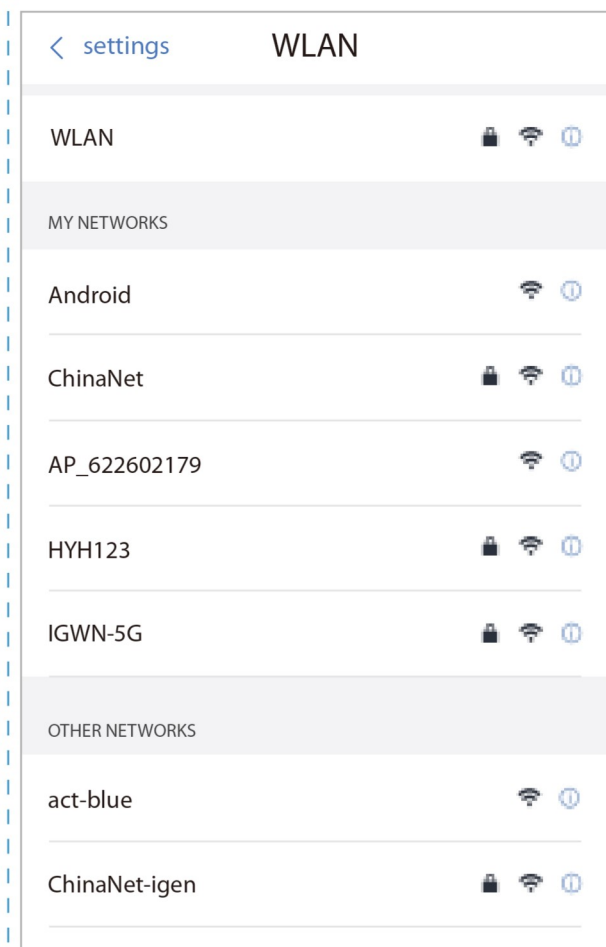 settings WLAN
WLAN
MY NETWORKS
Android
ChinaNet
AP_622602179
HYH123
IGWN-5G
OTHER NETWORKS
act-blue
ChinaNet-igen